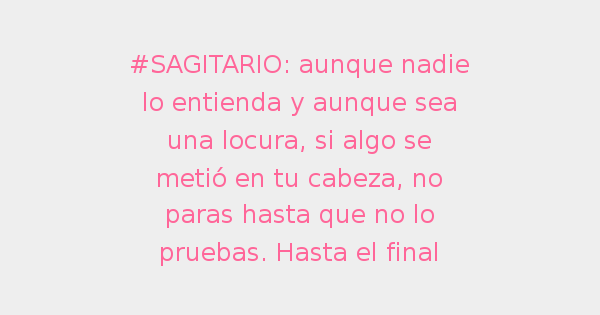 #SAGITARIO: aunque nadie
lo entienda y aunque sea
una locura, si algo se
metió en tu cabeza, no
paras hasta que no lo
pruebas. Hasta el final